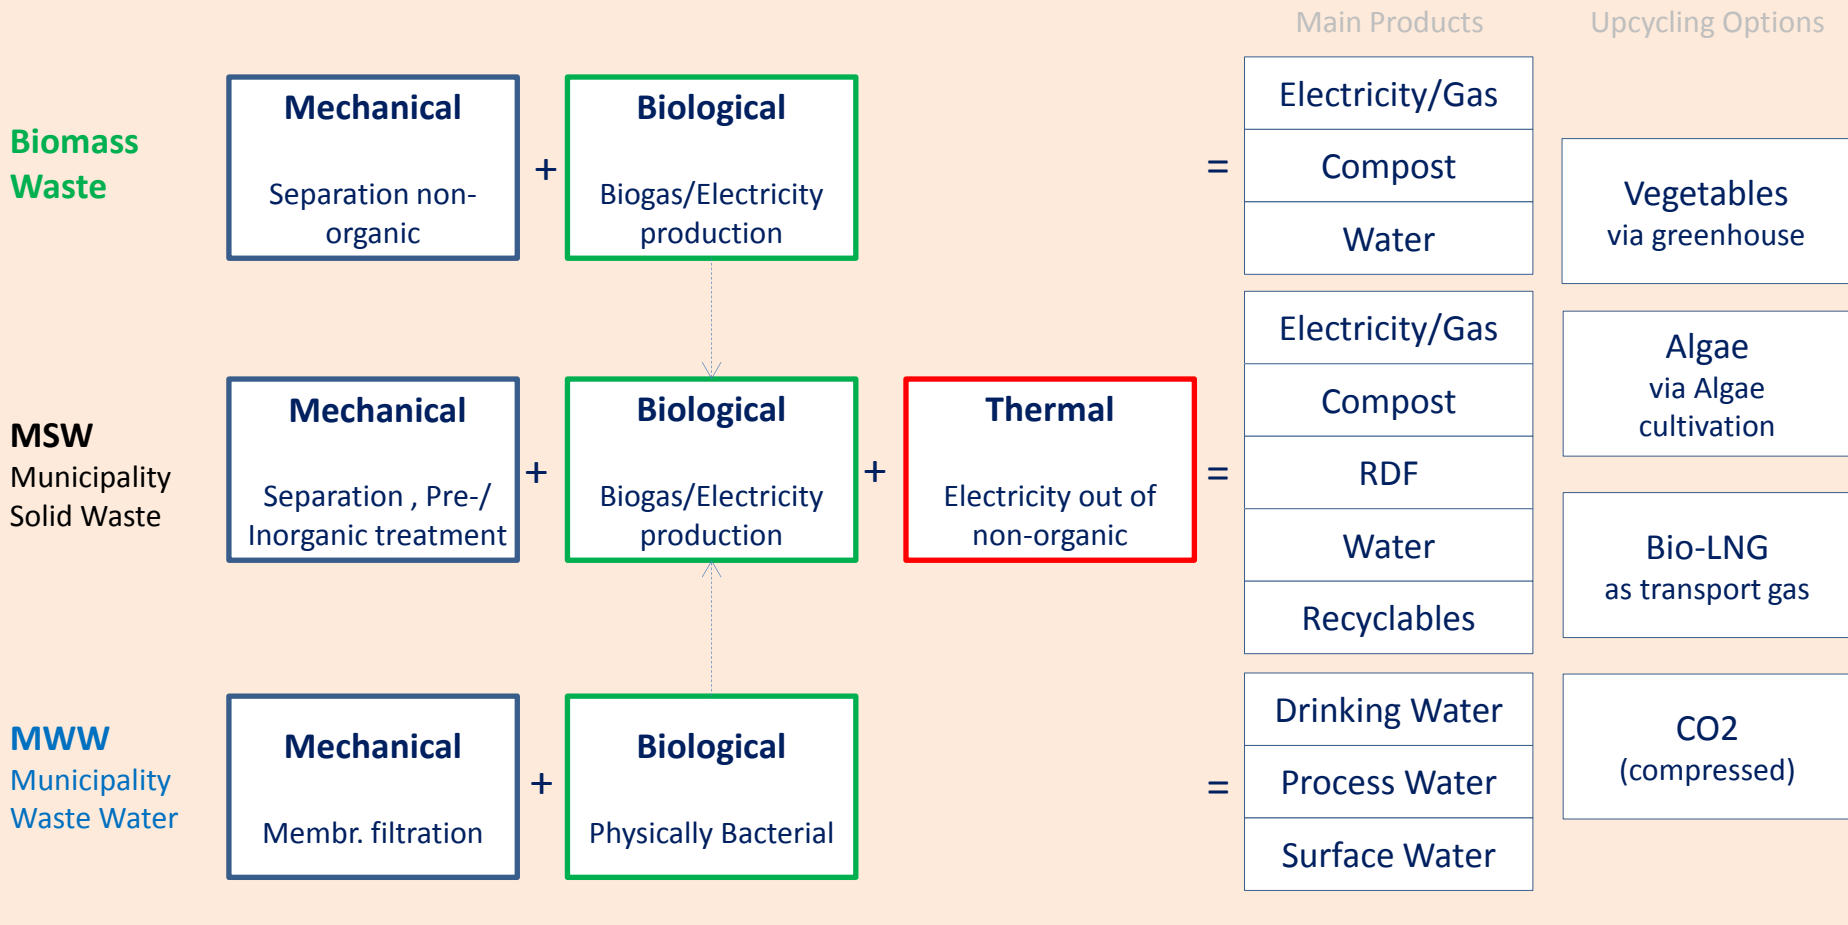 Main Products
Upcycling Options
Biomass
Waste
Mechanical
Separation non-
organic
+
Biological
Biogas/Electricity
production
=
Electricity/Gas
Compost
Water
MSW
Municipality
Solid Waste
Mechanical
Separation , Pre-/
Inorganic treatment
+
Biological
Biogas/Electricity
production
+
Thermal
Electricity out of
non-organic
=
Electricity/Gas
Compost
RDF
Water
Recyclables
MWW
Municipality
Waste Water
Mechanical
Membr. filtration
+
Biological
Physically Bacterial
=
Drinking Water
Process Water
Surface Water
Vegetables
via greenhouse
Algae
via Algae
cultivation
Bio-LNG
as transport gas
CO2
(compressed)